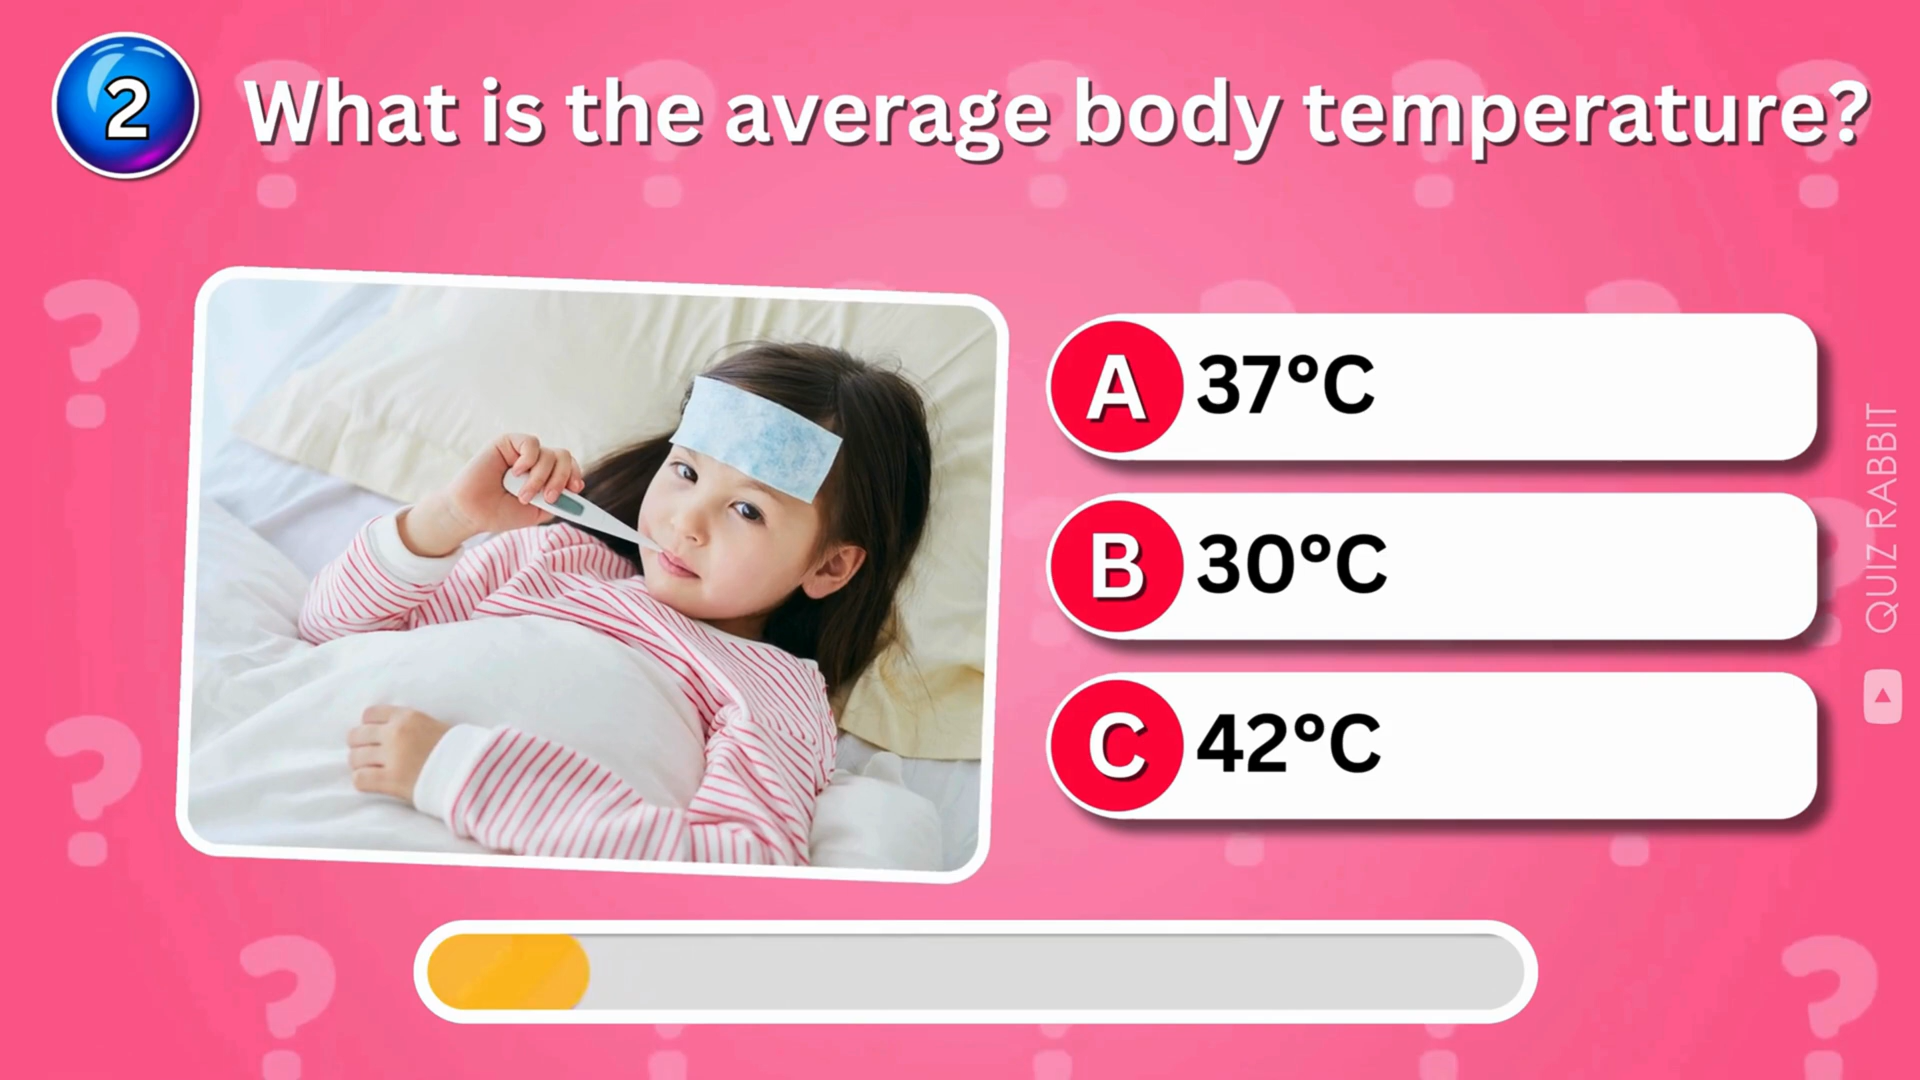 2
What is the average body temperature?
A 37°C
B 30°C
C 42°C
QUIZ RABBIT